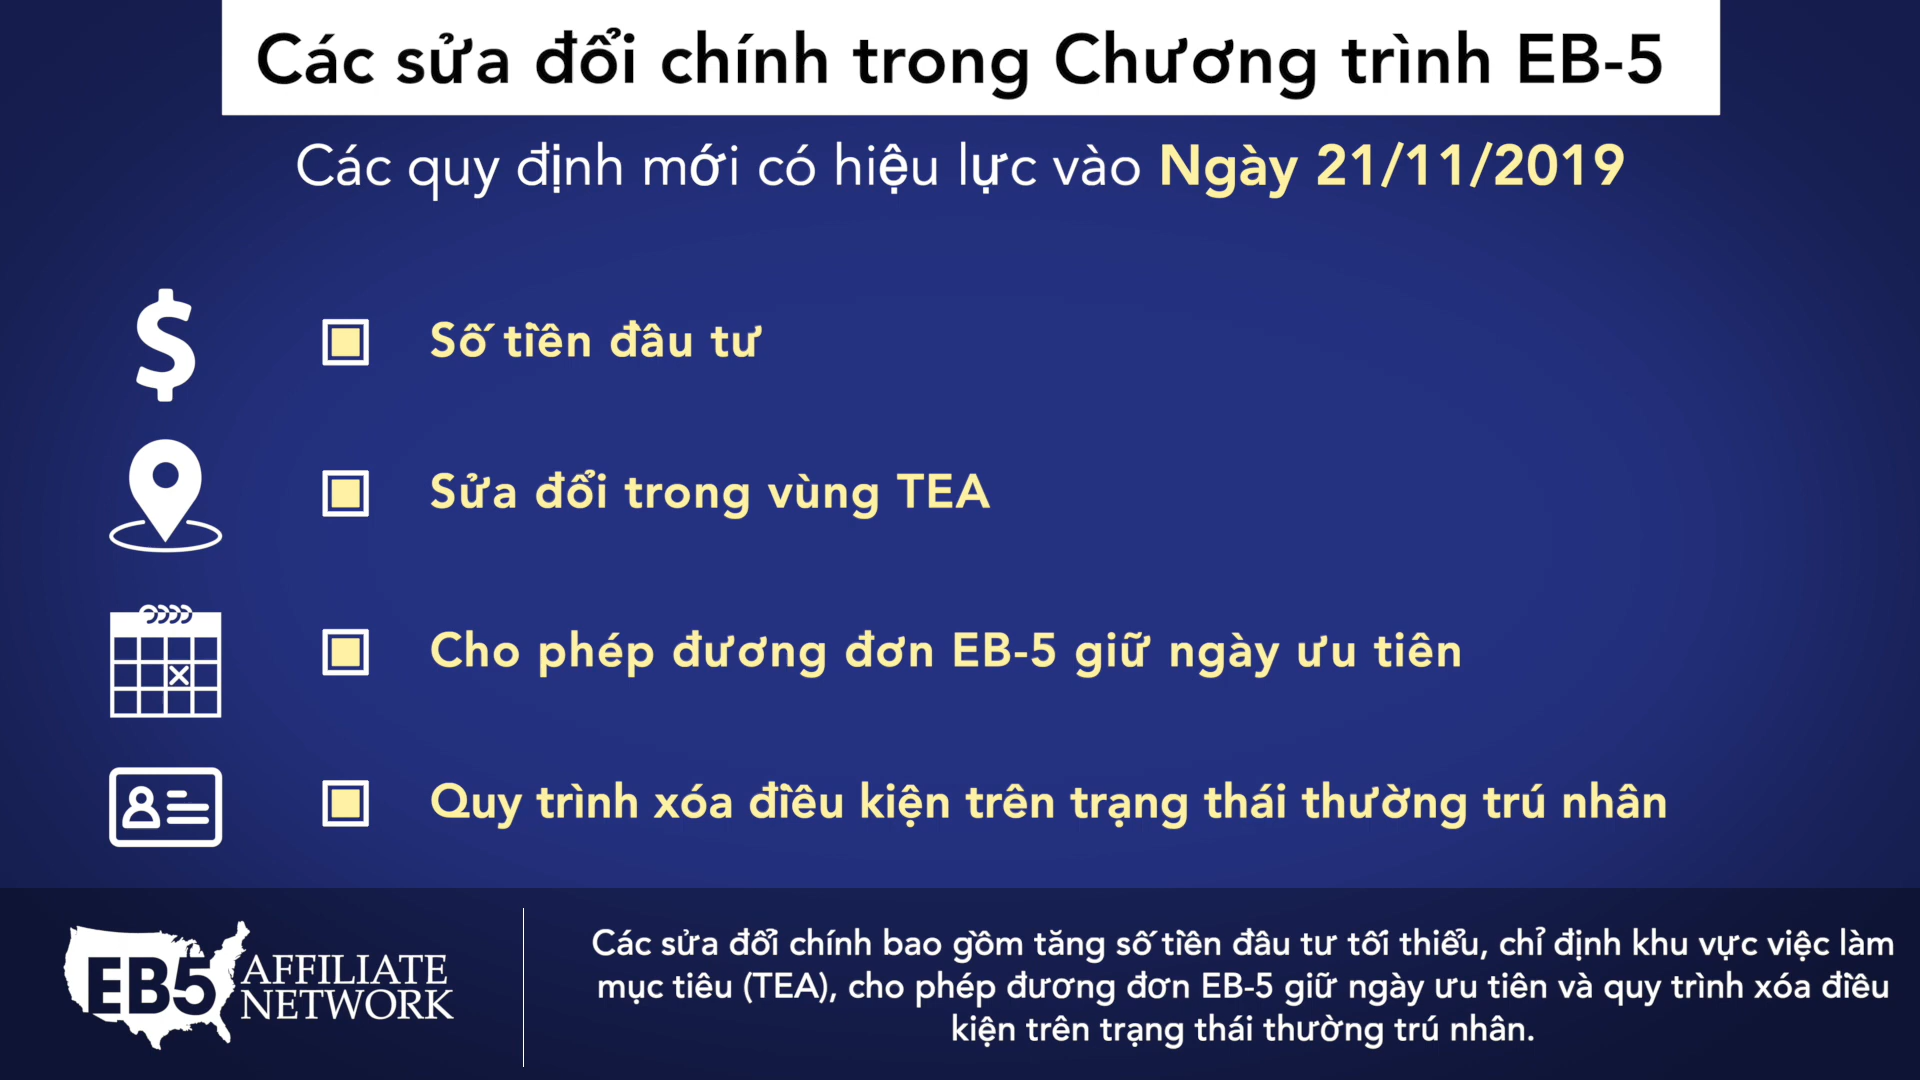 Các sửa đổi chính trong Chương trình EB-5
Các quy định mới có hiệu lực vào Ngày 21/11/2019
Số tiền đầu tư
Sửa đổi trong vùng TEA
Cho phép đương đơn EB-5 giữ ngày ưu tiên
Quy trình xóa điều kiện trên trạng thái thường trú nhân
EB5 AFFILIATE
NETWORK
Các sửa đổi chính bao gồm tăng số tiền đầu tư tối thiểu, chỉ định khu vực việc làm
mục tiêu (TEA), cho phép đương đơn EB-5 giữ ngày ưu tiên và quy trình xóa điều
kiện trên trạng thái thường trú nhân.